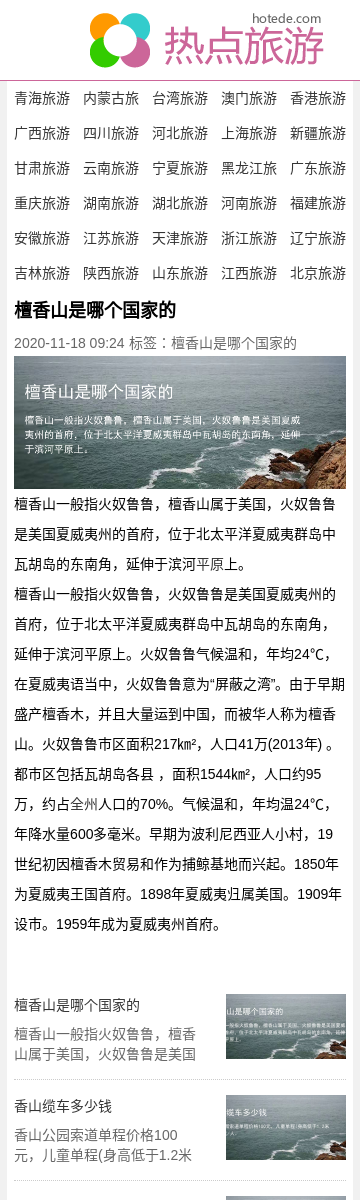 hotede.com
热点旅游
青海旅游 内蒙古旅 台湾旅游 澳门旅游 香港旅游
广西旅游 四川旅游 河北旅游 上海旅游 新疆旅游
甘肃旅游 云南旅游 宁夏旅游 黑龙江旅 广东旅游
重庆旅游 湖南旅游 湖北旅游 河南旅游 福建旅游
安徽旅游 江苏旅游 天津旅游 浙江旅游 辽宁旅游
吉林旅游 陕西旅游 山东旅游 江西旅游 北京旅游
檀香山是哪个国家的
2020-11-18 09:24 标签：檀香山是哪个国家的
檀香山是哪个国家的
檀香山一般指火奴鲁鲁，檀香山属于美国，火奴鲁鲁是美国夏威
夷州的首府，位于北太平洋夏威夷群岛中瓦胡岛的东南角，延伸
于滨河平原上。
檀香山一般指火奴鲁鲁，檀香山属于美国，火奴鲁鲁
是美国夏威夷州的首府，位于北太平洋夏威夷群岛中
瓦胡岛的东南角，延伸于滨河平原上。
檀香山一般指火奴鲁鲁，火奴鲁鲁是美国夏威夷州的
首府，位于北太平洋夏威夷群岛中瓦胡岛的东南角，
延伸于滨河平原上。火奴鲁鲁气候温和，年均24℃，
在夏威夷语当中，火奴鲁鲁意为“屏蔽之湾”。由于早期
盛产檀香木，并且大量运到中国，而被华人称为檀香
山。火奴鲁鲁市区面积217㎞²，人口41万(2013年) 。
都市区包括瓦胡岛各县 ，面积1544㎞²，人口约95
万，约占全州人口的70%。气候温和，年均温24℃，
年降水量600多毫米。早期为波利尼西亚人小村，19
世纪初因檀香木贸易和作为捕鲸基地而兴起。1850年
为夏威夷王国首府。1898年夏威夷归属美国。1909年
设市。1959年成为夏威夷州首府。
檀香山是哪个国家的
檀香山一般指火奴鲁鲁，檀香
山属于美国，火奴鲁鲁是美国
山是哪个国家的
香山缆车多少钱
香山公园索道单程价格100
元，儿童单程(身高低于1.2米
缆车多少钱